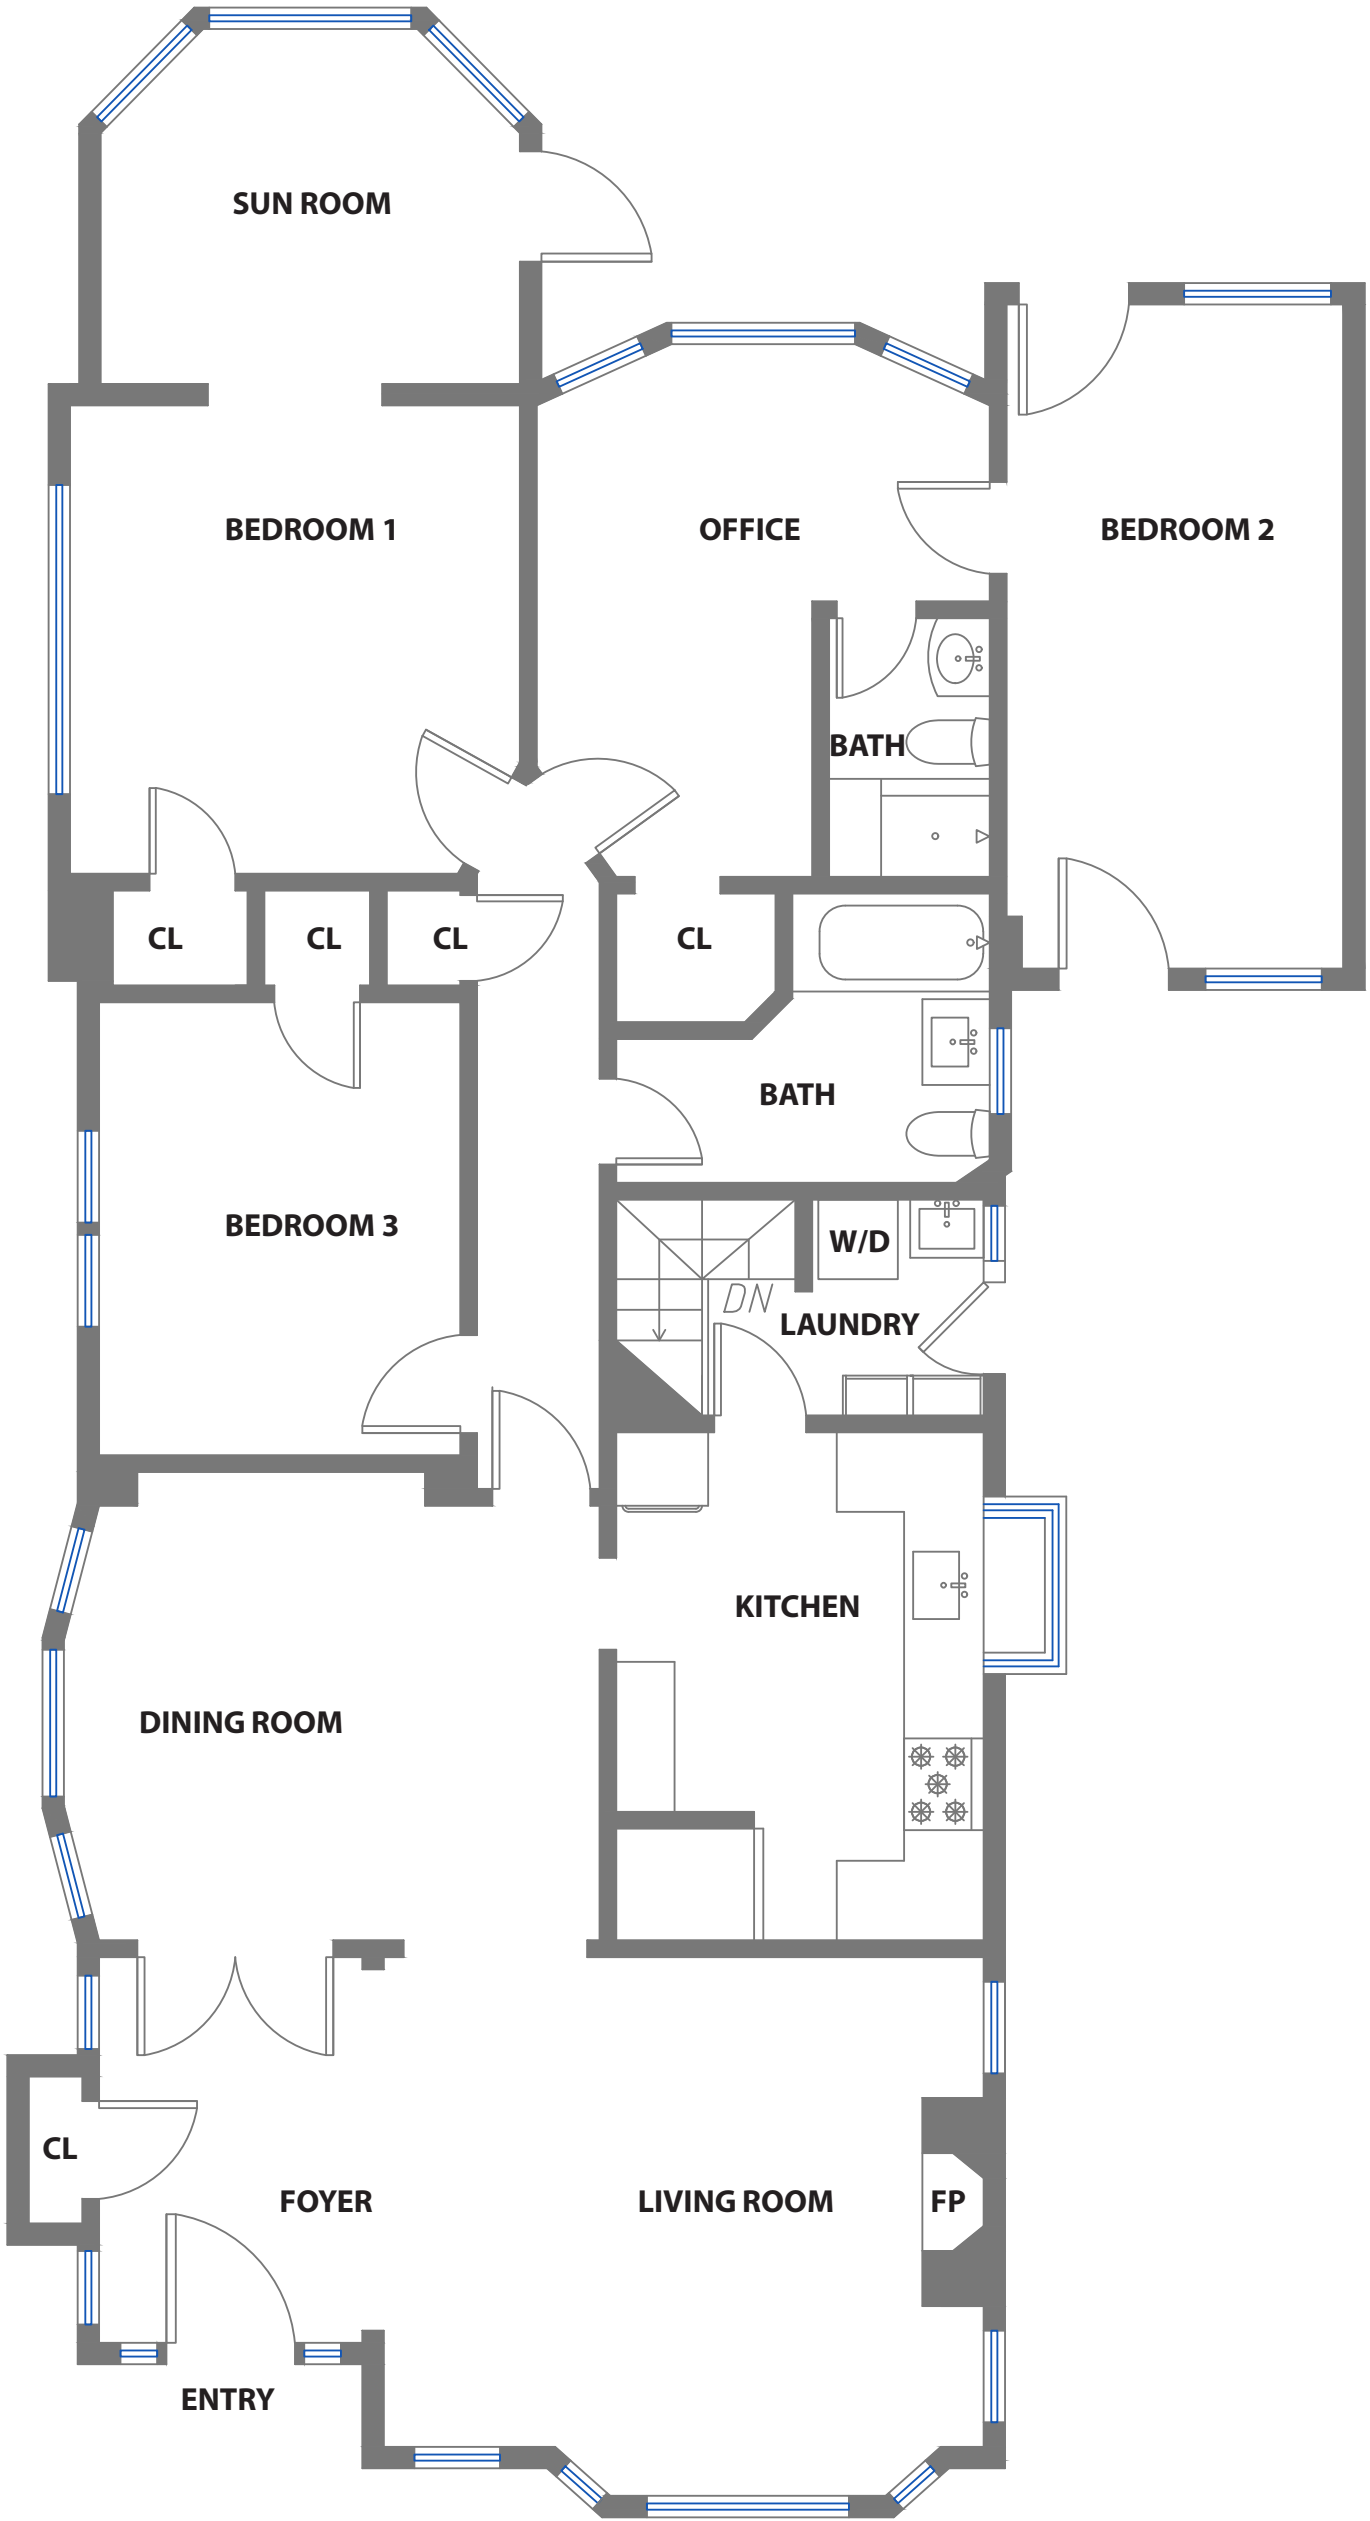 SUN ROOM
BEDROOM 1
OFFICE
BEDROOM 2
BATH
CL
CL
CL
CL
BATH
BEDROOM 3
W/D
DN
LAUNDRY
KITCHEN
DINING ROOM
CL
FOYER
LIVING ROOM
FP
ENTRY